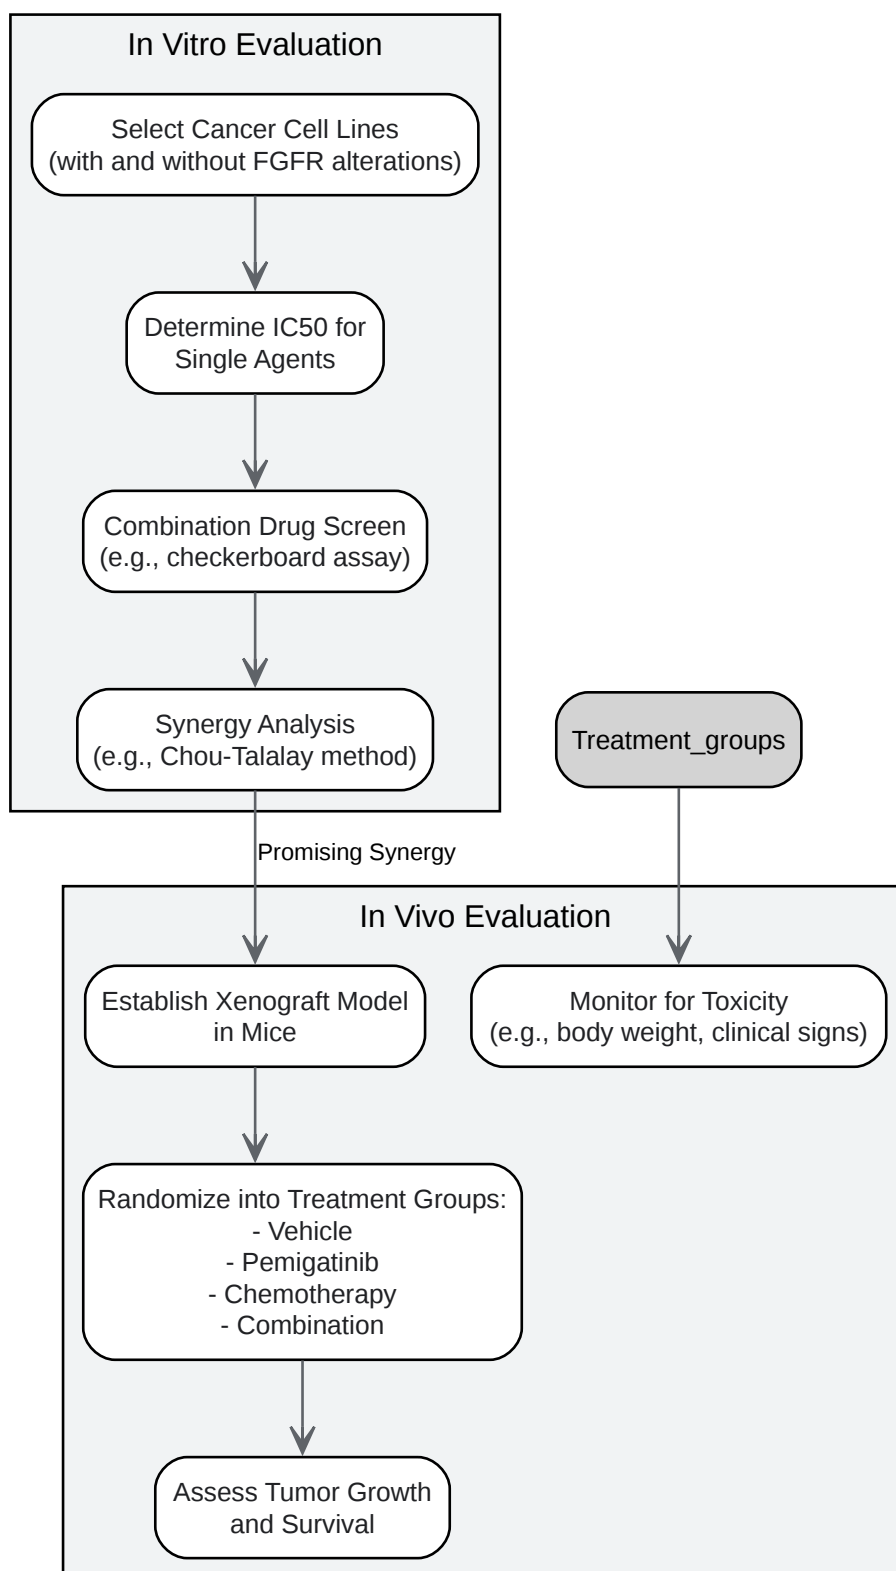 In Vitro Evaluation
Select Cancer Cell Lines
(with and without FGFR alterations)
Determine IC50 for
Single Agents
Combination Drug Screen
(e.g., checkerboard assay)
Synergy Analysis
(e.g., Chou-Talalay method)
Treatment_groups
Promising Synergy
In Vivo Evaluation
Establish Xenograft Model
in Mice
Monitor for Toxicity
(e.g., body weight, clinical signs)
Randomize into Treatment Groups:
- Vehicle
- Pemigatinib
- Chemotherapy
- Combination
Assess Tumor Growth
and Survival